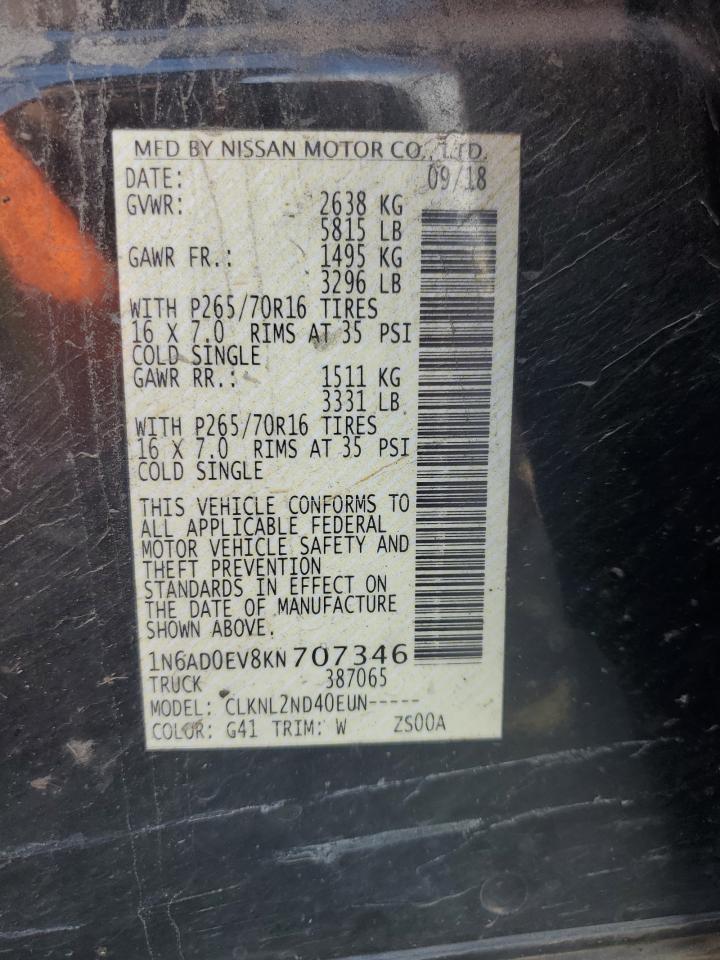 MFD BY NISSAN MOTOR CO., LTD.
DATE: 09/18
GVWR: 2638 KG
5815 LB
GAWR FR.: 1495 KG
3296 LB
WITH P265/70R16 TIRES
16 X 7.0 RIMS AT 35 PSI
COLD SINGLE
GAWR RR.: 1511 KG
3331 LB
WITH P265/70R16 TIRES
16 X 7.0 RIMS AT 35 PSI
COLD SINGLE
THIS VEHICLE CONFORMS TO
ALL APPLICABLE FEDERAL
MOTOR VEHICLE SAFETY AND
THEFT PREVENTION
STANDARDS IN EFFECT ON
THE DATE OF MANUFACTURE
SHOWN ABOVE.
1N6AD0EV8KN707346
TRUCK 387065
MODEL: CLKNL2ND40EUN-----
COLOR: G41 TRIM: W ZS00A